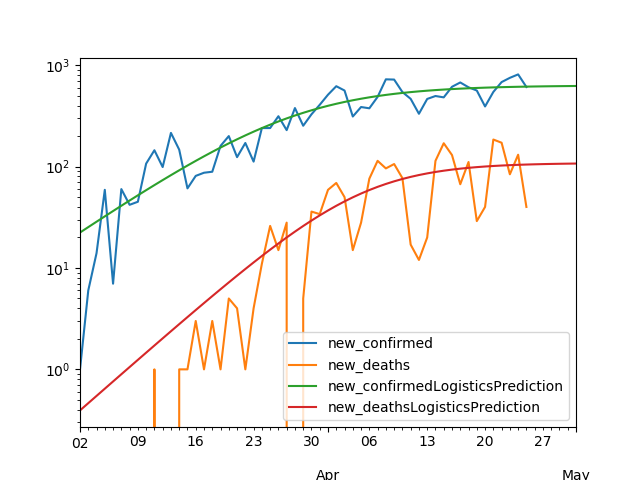 10³
10²
10¹
10⁰
new_confirmed
new_deaths
new_confirmedLogisticsPrediction
new_deathsLogisticsPrediction
02 09 16 23 30 06 13 20 27
Apr May